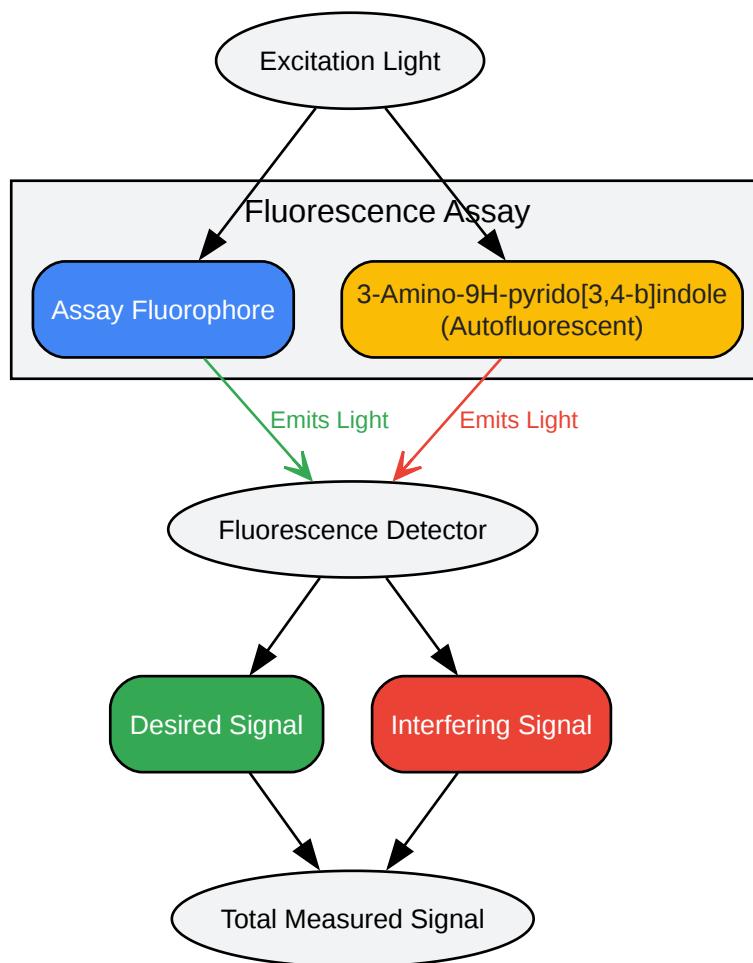 Excitation Light
Fluorescence Assay
Assay Fluorophore
3-Amino-9H-pyrido[3,4-b]indole
(Autofluorescent)
Emits Light
Emits Light
Fluorescence Detector
Desired Signal
Interfering Signal
Total Measured Signal